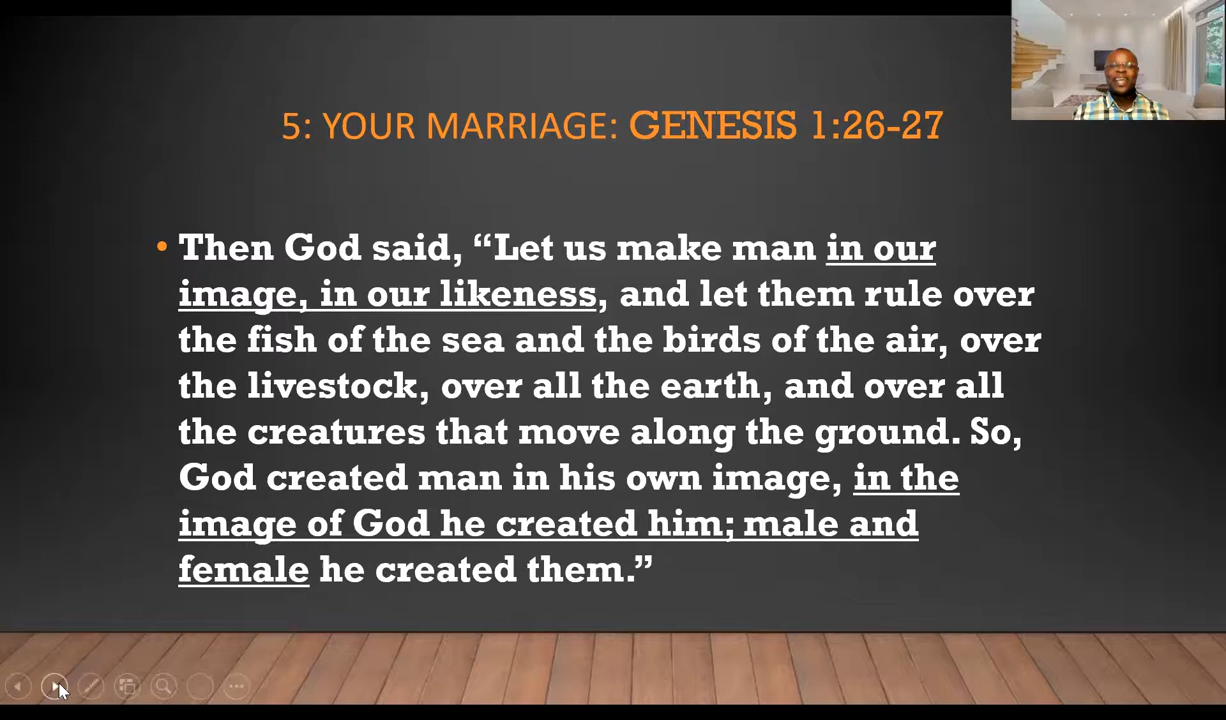 5: YOUR MARRIAGE: GENESIS 1:26-27
• Then God said, “Let us make man in our
image, in our likeness, and let them rule over
the fish of the sea and the birds of the air, over
the livestock, over all the earth, and over all
the creatures that move along the ground. So,
God created man in his own image, in the
image of God he created him; male and
female he created them.”